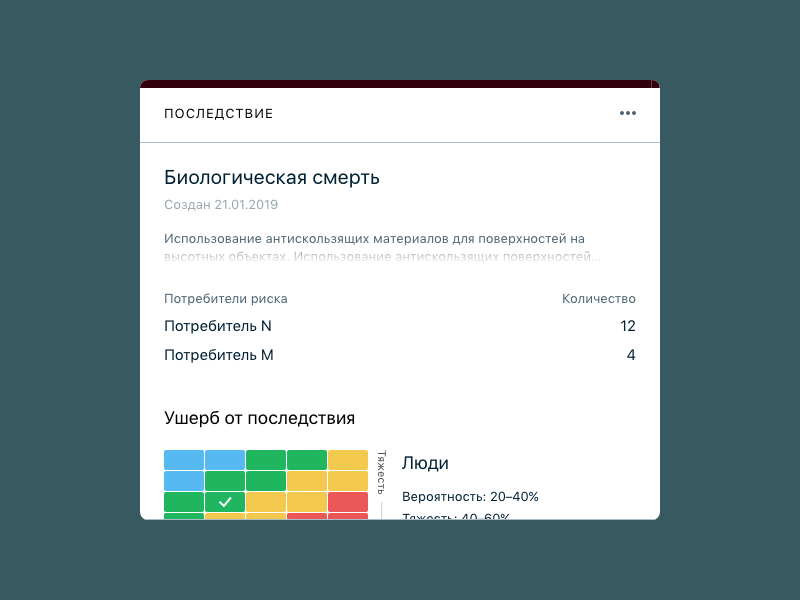 ПОСЛЕДСТВИЕ
Биологическая смерть
Создан 21.01.2019
Использование антискользящих материалов для поверхностей на
высотных объектах. Использование антискользящих поверхностей...
Потребители риска Количество
Потребитель N 12
Потребитель M 4
Ушерб от последствия
Тяжесть
Люди
Вероятность: 20–40%
Тяжесть: 40–60%